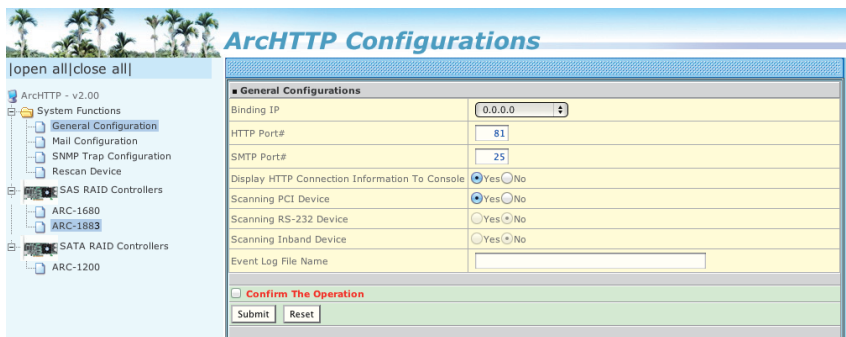 ArcHTTP Configurations
|open all|close all|
ArcHTTP - v2.00
System Functions
General Configuration
Mail Configuration
SNMP Trap Configuration
Rescan Device
SAS RAID Controllers
ARC-1680
ARC-1883
SATA RAID Controllers
ARC-1200
General Configurations
Binding IP 0.0.0.0
HTTP Port# 81
SMTP Port# 25
Display HTTP Connection Information To Console Yes No
Scanning PCI Device Yes No
Scanning RS-232 Device Yes No
Scanning Inband Device Yes No
Event Log File Name
Confirm The Operation
Submit Reset